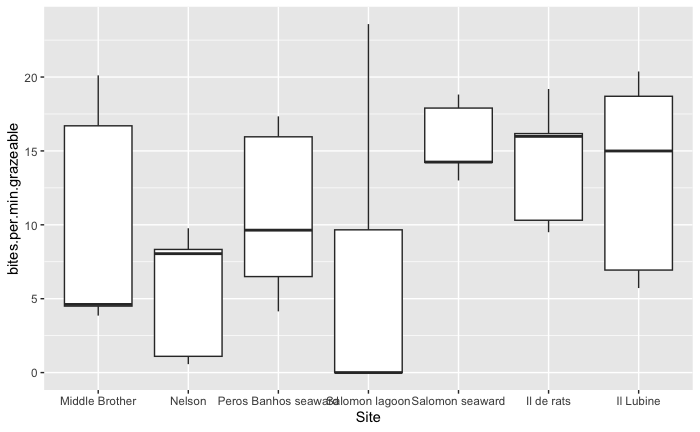 bites.per.min.grazeable
20
15
10
5
0
Middle Brother Nelson Peros Banhos seaward Salomon lagoon Salomon seaward Il de rats Il Lubine
Site